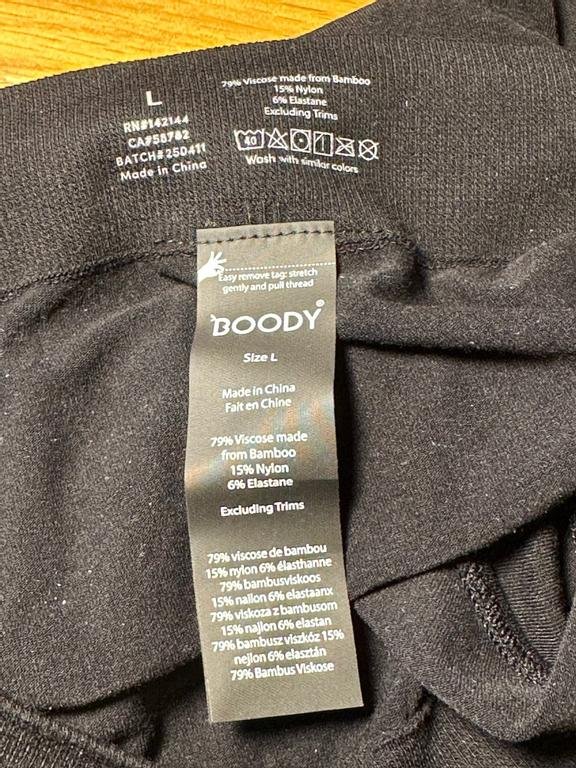 L
RN#142144
CA#58782
BATCH#250411
Made in China
79% Viscose made from Bamboo
15% Nylon
6% Elastane
Excluding Trims
40
Wash with similar colors
Easy remove tag: stretch
gently and pull thread
BOODY®
Size L
Made in China
Fait en Chine
79% Viscose made
from Bamboo
15% Nylon
6% Elastane
Excluding Trims
79% viscose de bambou
15% nylon 6% élasthanne
79% bambusviskoos
15% nailon 6% elastaanx
79% viskoza z bambusom
15% najlon 6% elastan
79% bambusz viszkóz 15%
nejlon 6% elasztán
79% Bambus Viskose